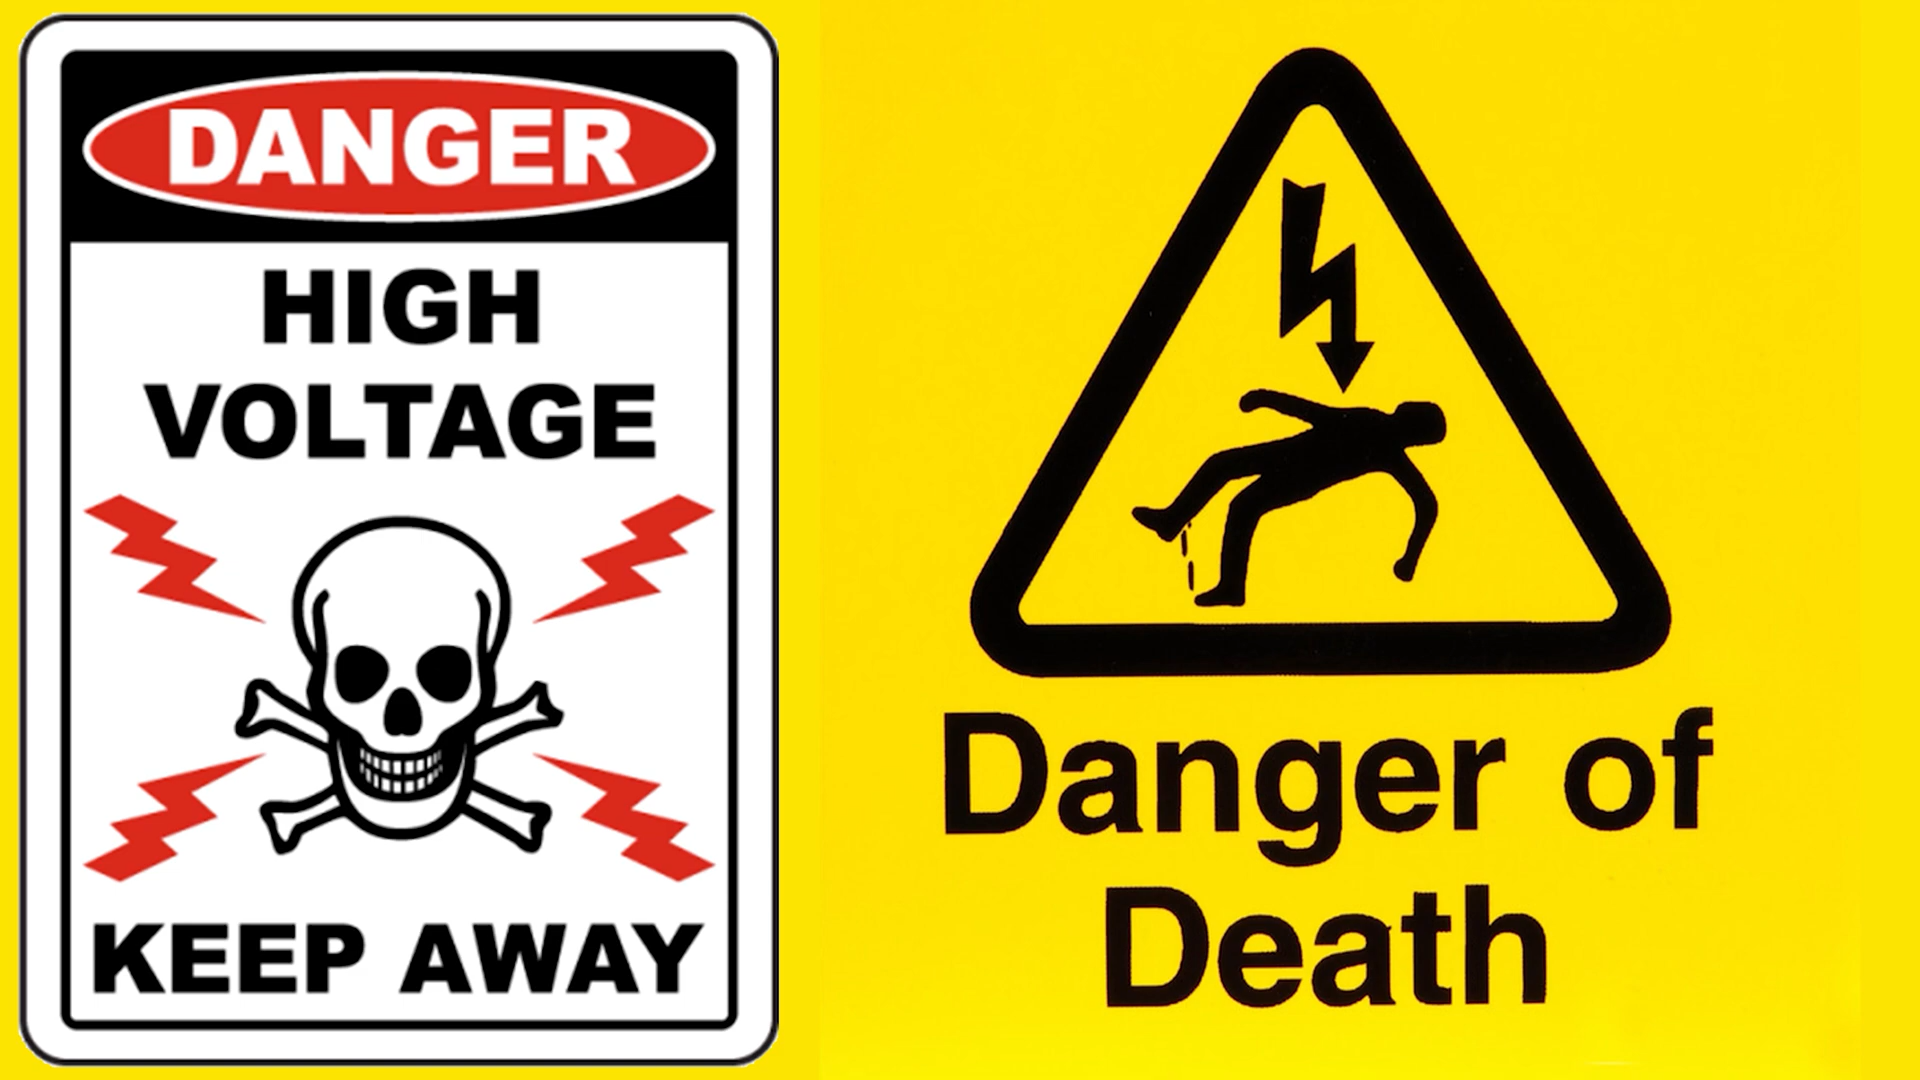 DANGER
HIGH
VOLTAGE
KEEP AWAY
Danger of
Death